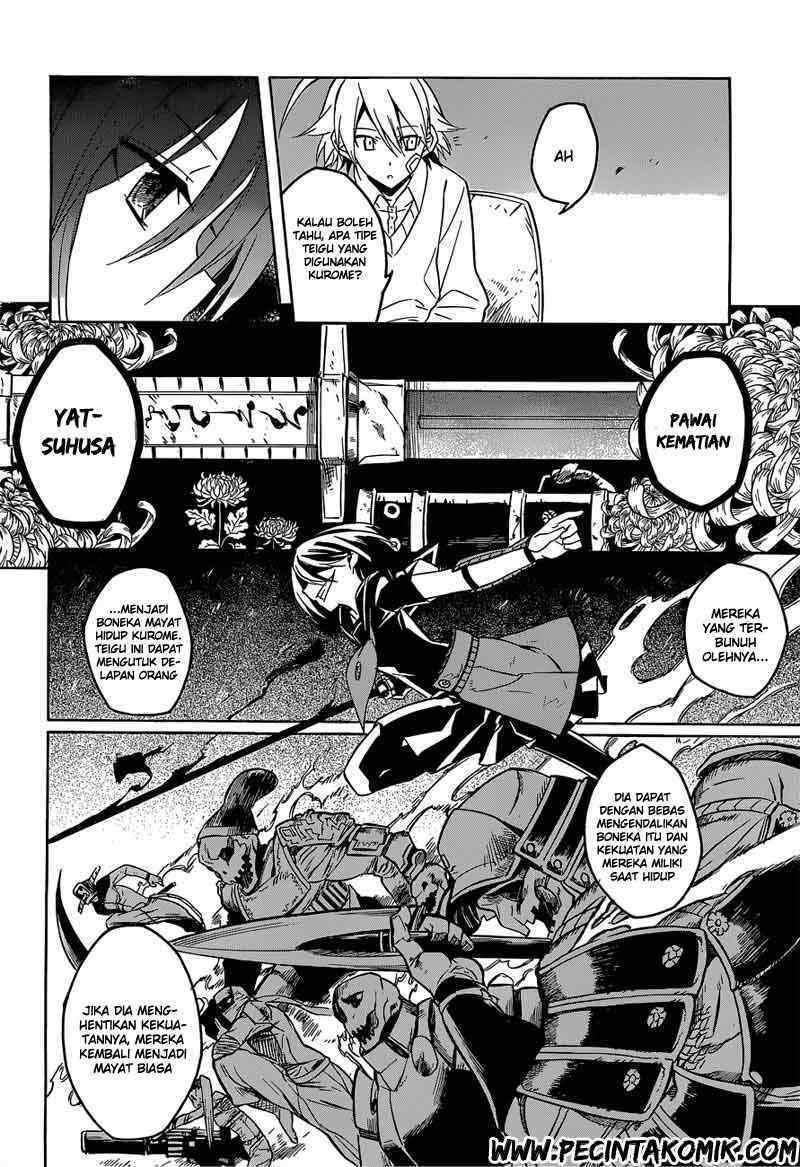 AH
KALAU BOLEH
TAHU, APA TIPE
TEIGU YANG
DIGUNAKAN
KUROME?
PAWAI
KEMATIAN
YAT-
SUHUSA
MEREKA
YANG TER-
BUNUH
OLEHNYA...
...MENJADI
BONEKA MAYAT
HIDUP KUROME.
TEIGU INI DAPAT
MENGUTUK DE-
LAPAN ORANG
DIA DAPAT
DENGAN BEBAS
MENGENDALIKAN
BONEKA ITU DAN
KEKUATAN YANG
MEREKA MILIKI
SAAT HIDUP
JIKA DIA MENG-
HENTIKAN KEKUA-
TANNYA, MEREKA
KEMBALI MENJADI
MAYAT BIASA
WWW.PECINTAKOMIK.COM